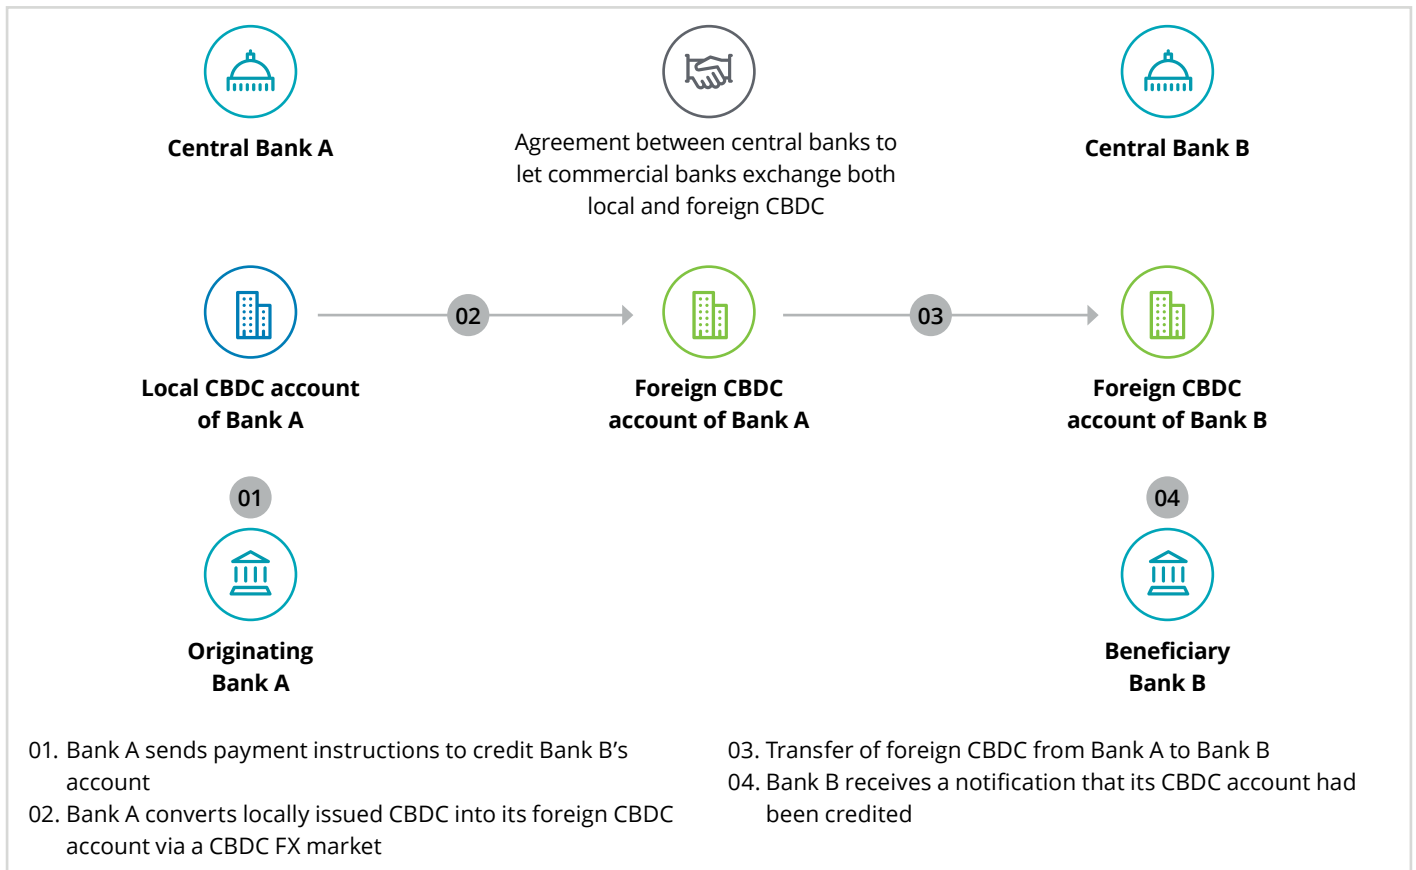 Central Bank A
Agreement between central banks to
let commercial banks exchange both
local and foreign CBDC
Central Bank B
02
03
Local CBDC account
of Bank A
Foreign CBDC
account of Bank A
Foreign CBDC
account of Bank B
01
04
Originating
Bank A
Beneficiary
Bank B
01. Bank A sends payment instructions to credit Bank B’s
account
02. Bank A converts locally issued CBDC into its foreign CBDC
account via a CBDC FX market
03. Transfer of foreign CBDC from Bank A to Bank B
04. Bank B receives a notification that its CBDC account had
been credited